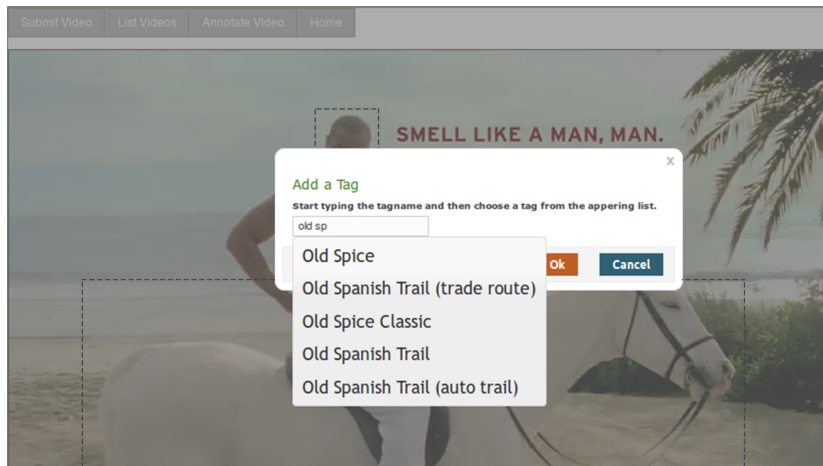 Submit Video List Videos Annotate Video Home
SMELL LIKE A MAN, MAN.
x
Add a Tag
Start typing the tagname and then choose a tag from the appering list.
old sp
Ok Cancel
Old Spice
Old Spanish Trail (trade route)
Old Spice Classic
Old Spanish Trail
Old Spanish Trail (auto trail)